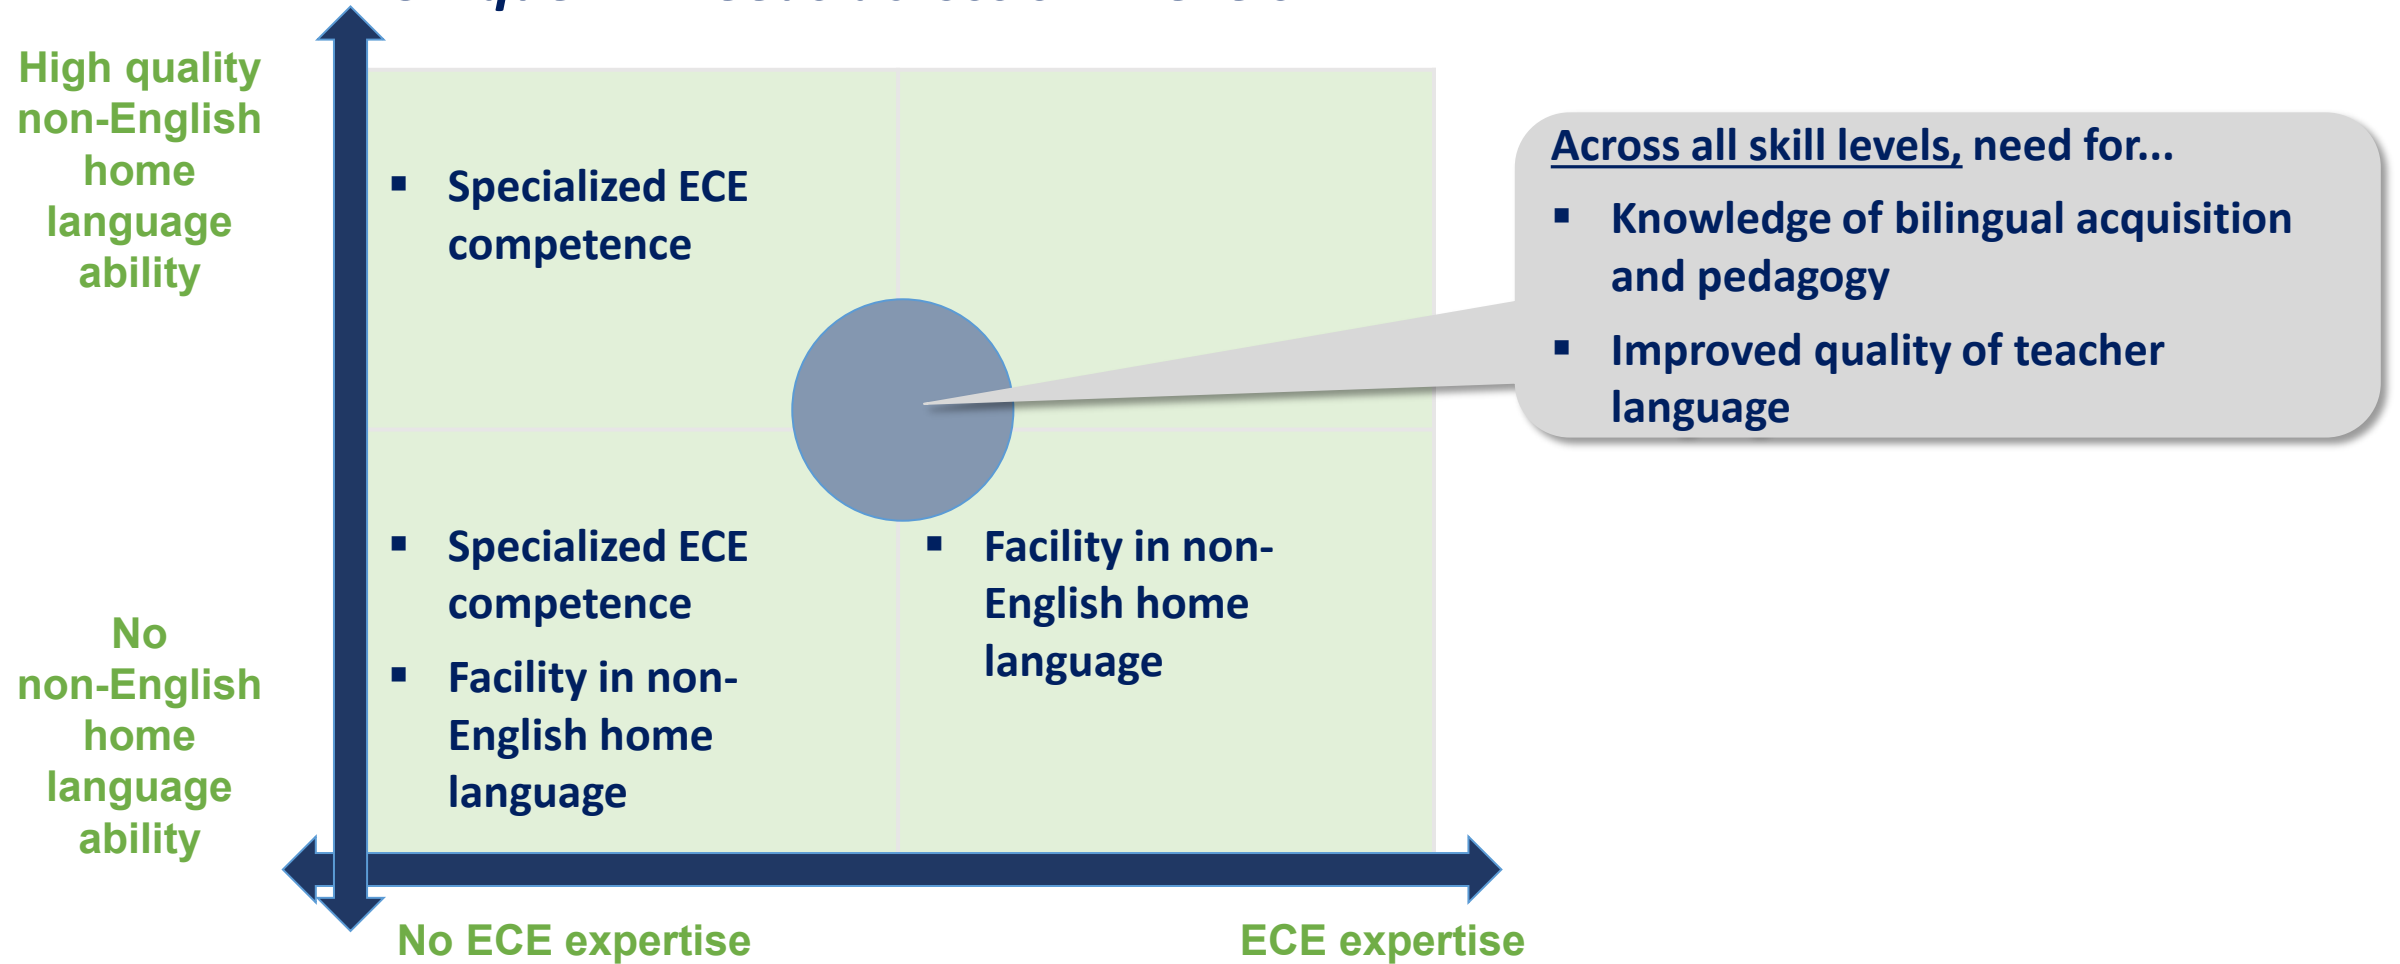 High quality
non-English
home
language
ability
▪ Specialized ECE
competence
Across all skill levels, need for...
▪ Knowledge of bilingual acquisition
and pedagogy
▪ Improved quality of teacher
language
▪ Specialized ECE
competence
▪ Facility in non-
English home
language
▪ Facility in non-
English home
language
No
non-English
home
language
ability
No ECE expertise
ECE expertise